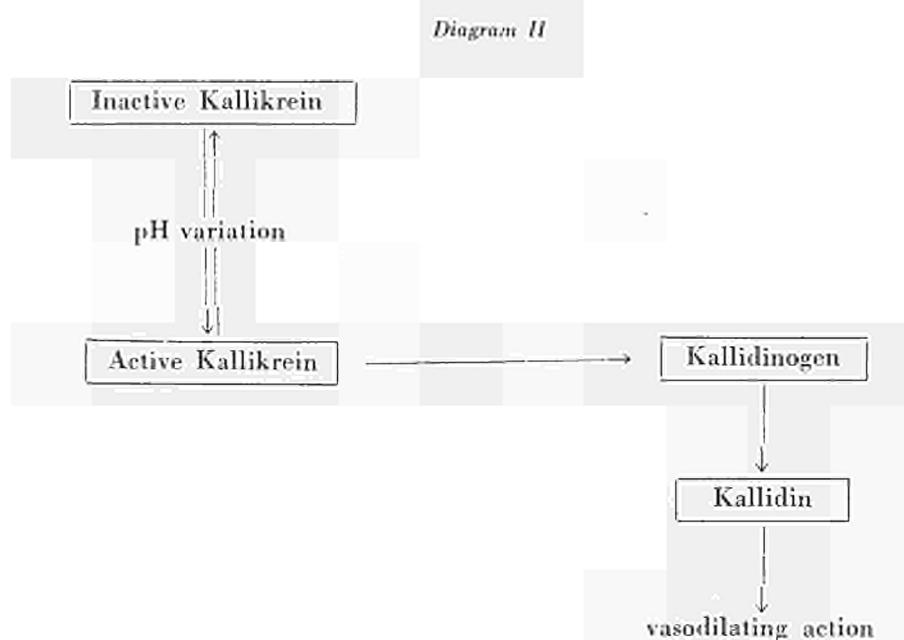 Diagram II
Inactive Kallikrein
pH variation
Active Kallikrein
Kallidinogen
Kallidin
vasodilating action